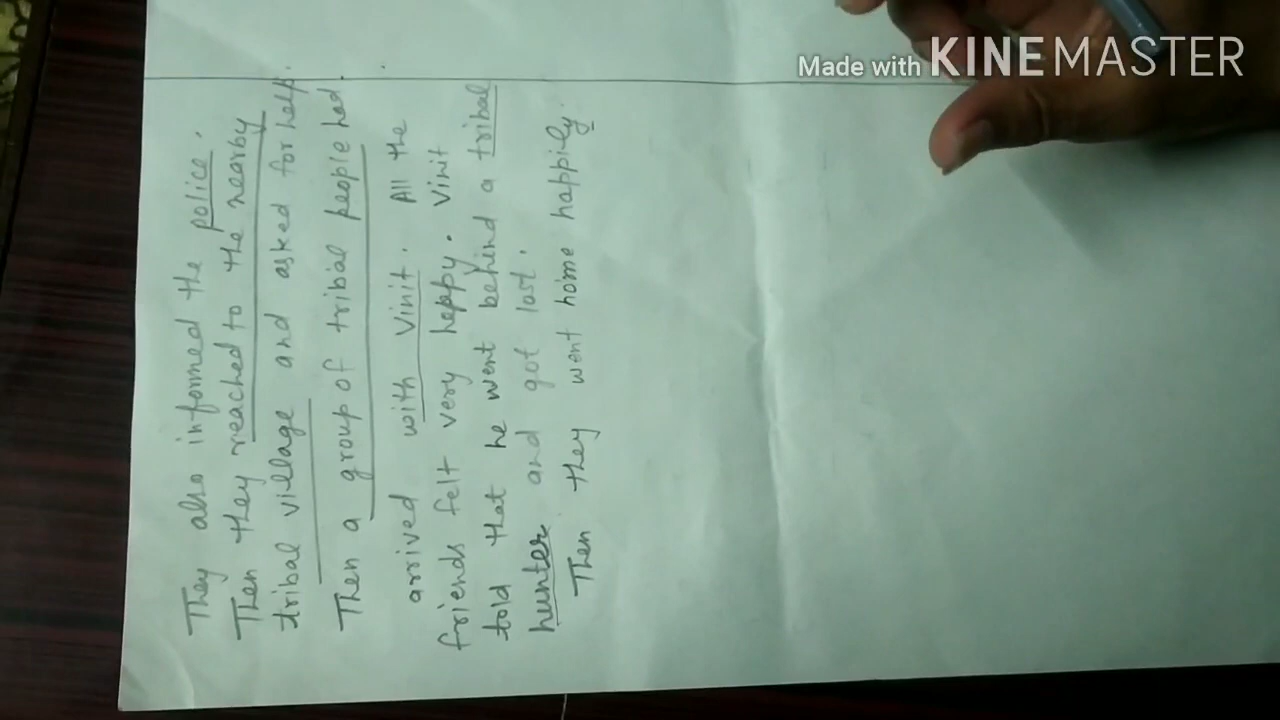 Made with KINEMASTER
They also informed the police.
Then they reached to the nearby
tribal village and asked for help.
Then a group of tribal people had
arrived with Vinit. All the
friends felt very happy. Vinit
told that he went behind a tribal
hunter and got lost.
Then they went home happily.